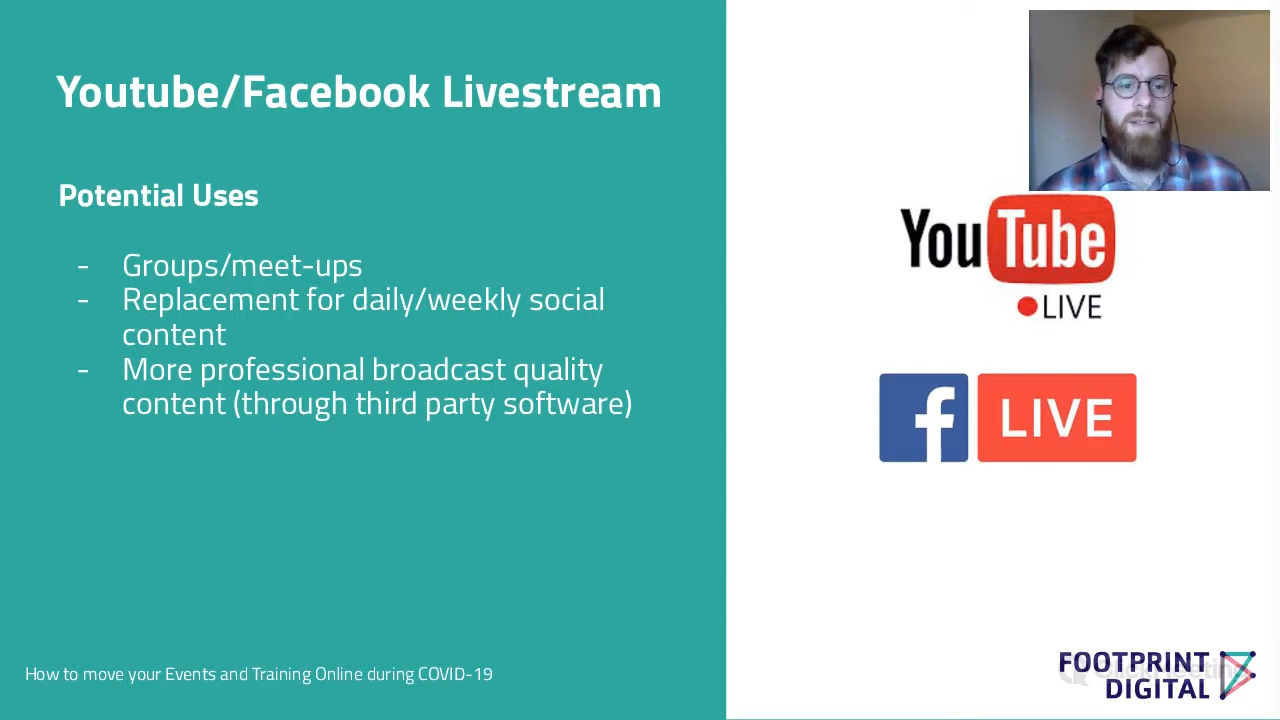 Youtube/Facebook Livestream
Potential Uses
- Groups/meet-ups
- Replacement for daily/weekly social
content
- More professional broadcast quality
content (through third party software)
YouTube
LIVE
f LIVE
How to move your Events and Training Online during COVID-19
FOOTPRINT
DIGITAL
ClickMeeting